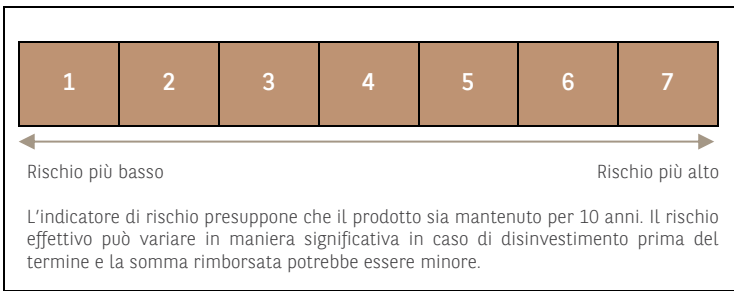 1 2 3 4 5 6 7
Rischio più basso Rischio più alto
L'indicatore di rischio presuppone che il prodotto sia mantenuto per 10 anni. Il rischio
effettivo può variare in maniera significativa in caso di disinvestimento prima del
termine e la somma rimborsata potrebbe essere minore.